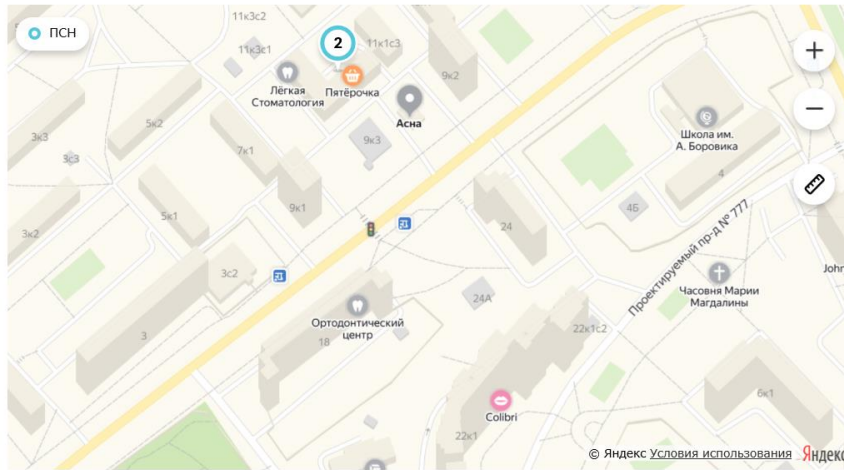 ПСН
11к3с2
11к3с1
2
11к1с3
9к2
Лёгкая
Стоматология
Пятёрочка
Асна
5к2
3к3
3с3
7к1
9к3
Школа им.
А. Боровика
4
9к1
5к1
3к2
24
4Б
Проектируемый пр-д № 777
3с2
24А
Часовня Марии
Магдалины
John
Ортодонтический
центр
18
3
22к1с2
6к1
Colibri
22к1
© Яндекс Условия использования Яндекс